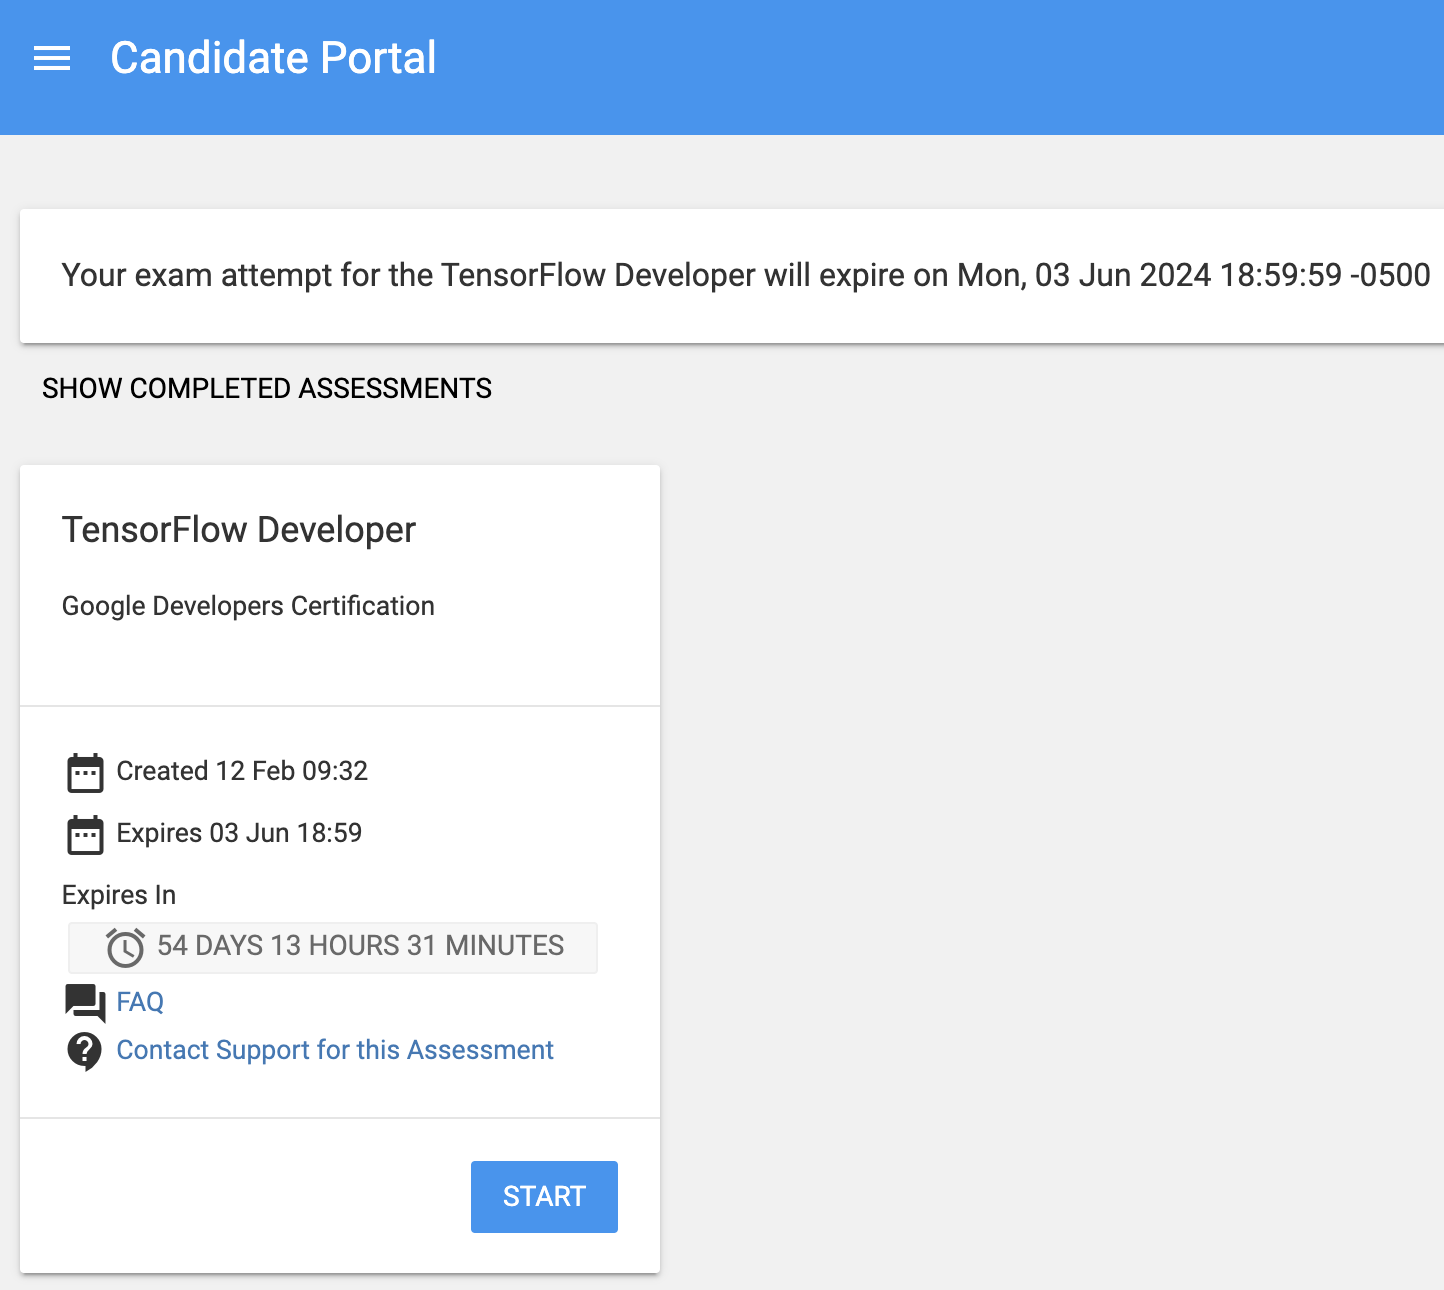 Candidate Portal
Your exam attempt for the TensorFlow Developer will expire on Mon, 03 Jun 2024 18:59:59 -0500
SHOW COMPLETED ASSESSMENTS
TensorFlow Developer
Google Developers Certification
Created 12 Feb 09:32
Expires 03 Jun 18:59
Expires In
54 DAYS 13 HOURS 31 MINUTES
FAQ
Contact Support for this Assessment
START